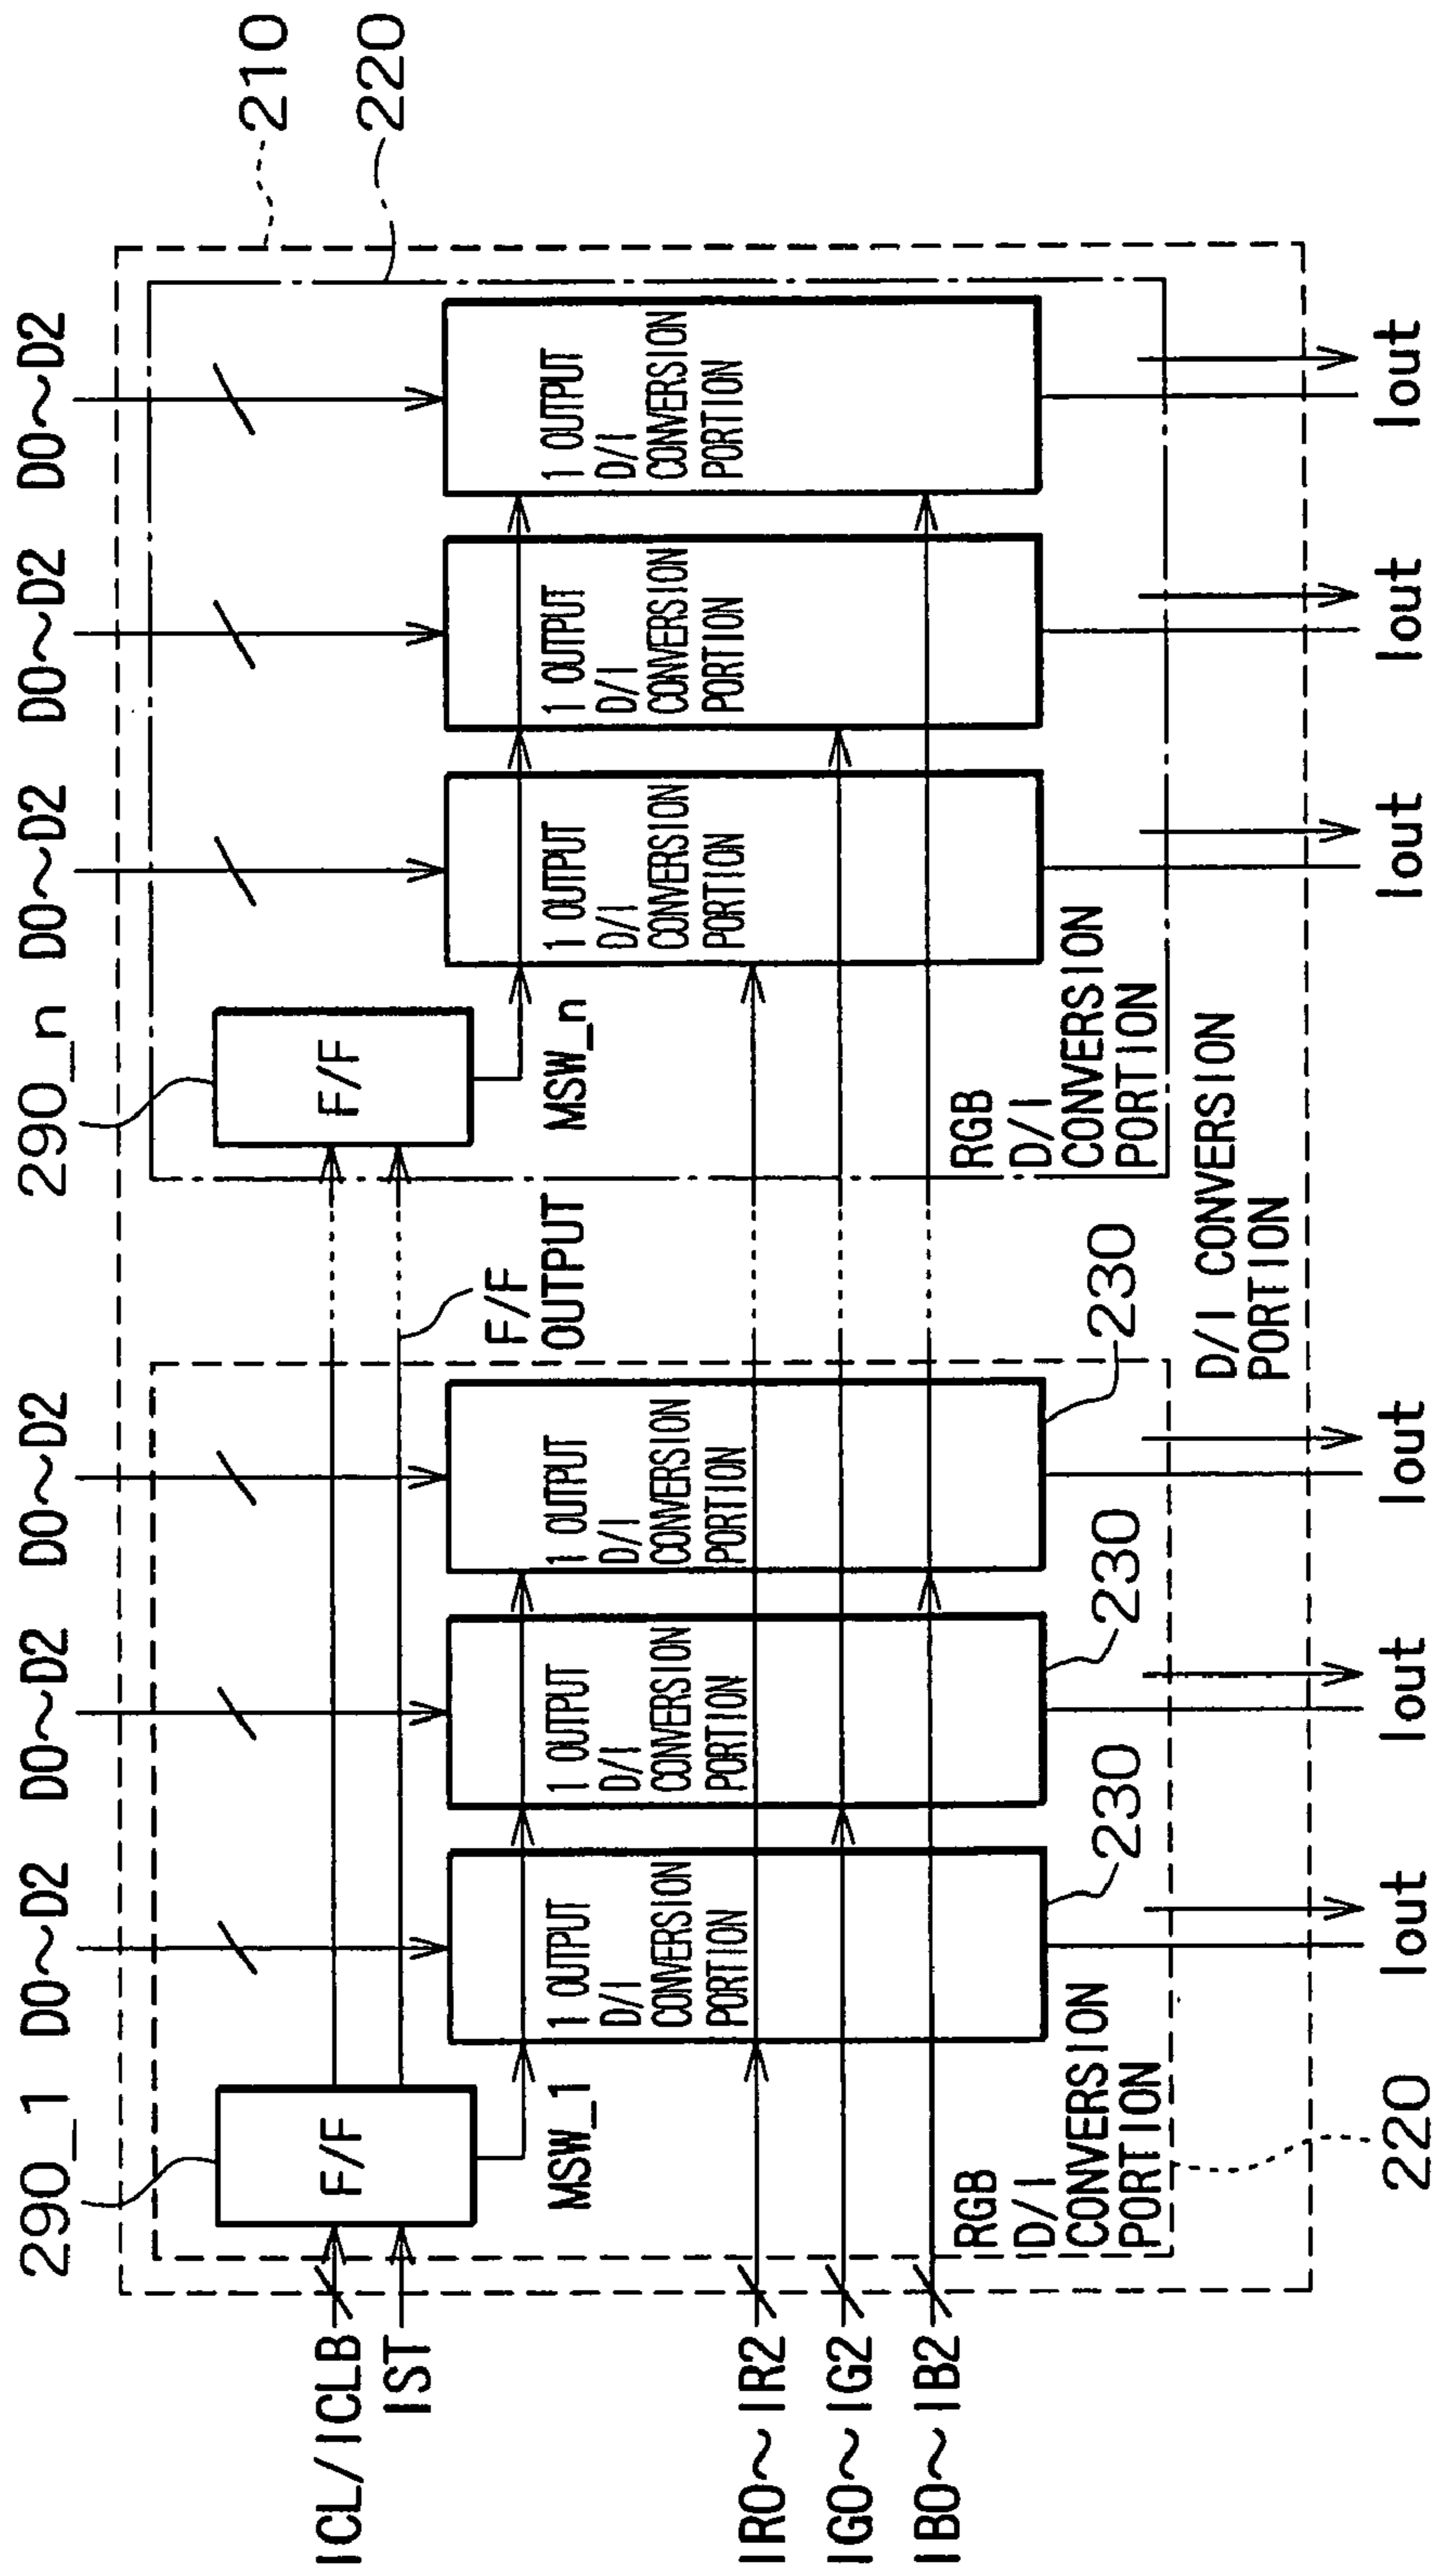 290_1
D0~D2
D0~D2
D0~D2
290_n
D0~D2
D0~D2
D0~D2
210
220
ICL/ICLB
IST
F/F
F/F
F/F
OUTPUT
MSW_1
MSW_n
1 OUTPUT
D/I
CONVERSION
PORTION
1 OUTPUT
D/I
CONVERSION
PORTION
1 OUTPUT
D/I
CONVERSION
PORTION
1 OUTPUT
D/I
CONVERSION
PORTION
1 OUTPUT
D/I
CONVERSION
PORTION
1 OUTPUT
D/I
CONVERSION
PORTION
IR0~IR2
IG0~IG2
IB0~IB2
RGB
D/I
CONVERSION
PORTION
230
230
230
RGB
D/I
CONVERSION
PORTION
D/I CONVERSION
PORTION
220
Iout
Iout
Iout
Iout
Iout
Iout